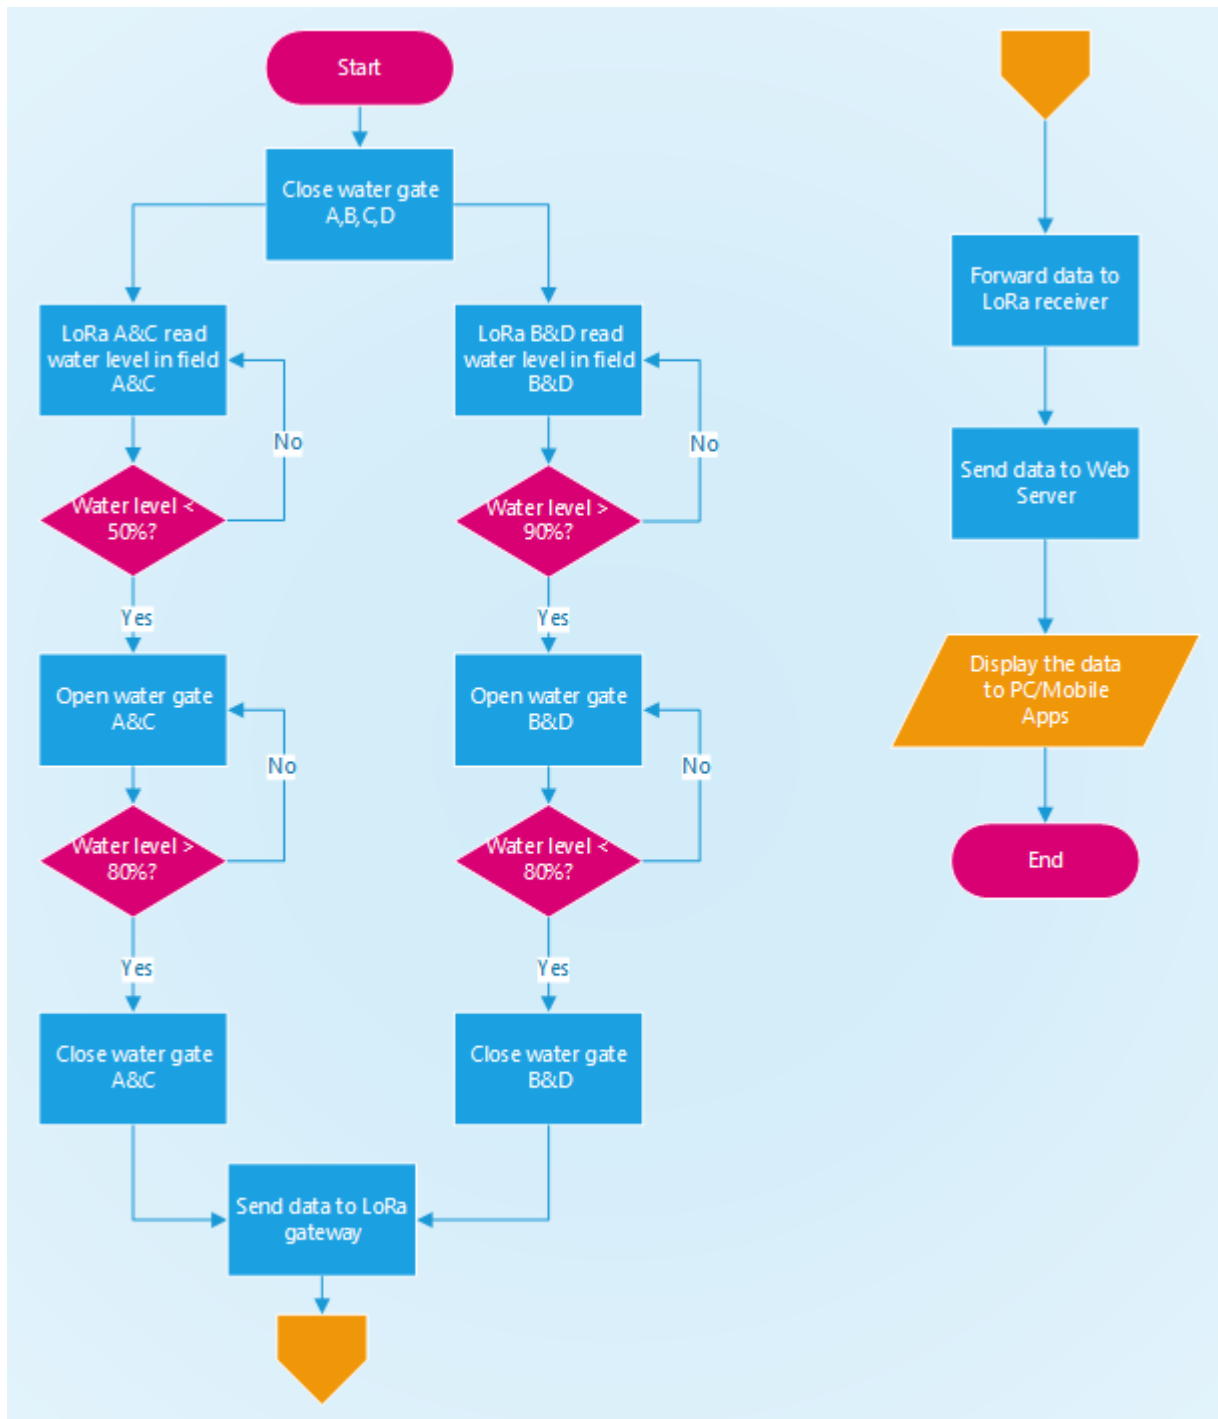 Start
Close water gate
A,B,C,D
LoRa A&C read
water level in field
A&C
No
Water level <
50%?
Yes
Open water gate
A&C
No
Water level >
80%?
Yes
Close water gate
A&C
LoRa B&D read
water level in field
B&D
No
Water level >
90%?
Yes
Open water gate
B&D
No
Water level <
80%?
Yes
Close water gate
B&D
Send data to LoRa
gateway
Forward data to
LoRa receiver
Send data to Web
Server
Display the data
to PC/Mobile
Apps
End